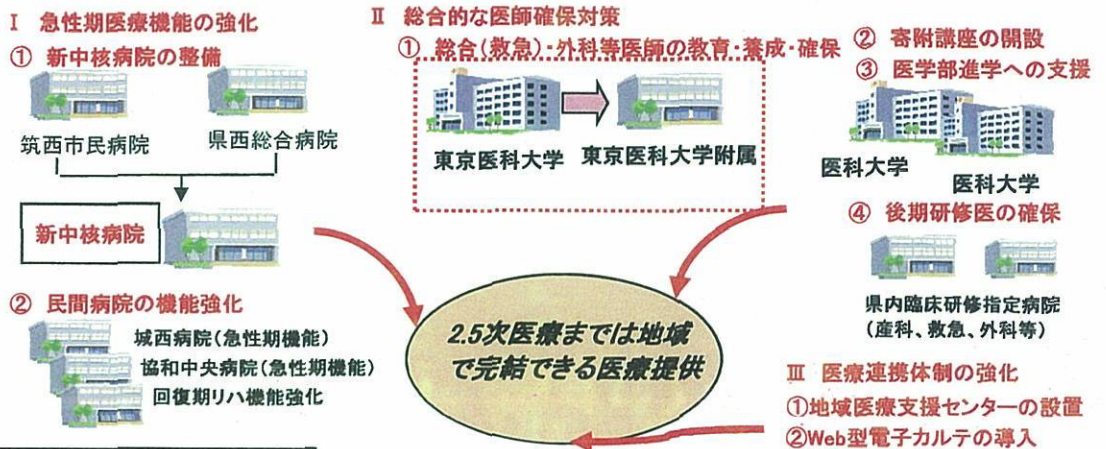 Ⅰ 急性期医療機能の強化
① 新中核病院の整備
筑西市民病院
県西総合病院
新中核病院
② 民間病院の機能強化
城西病院(急性期機能)
協和中央病院(急性期機能)
回復期リハ機能強化
Ⅱ 総合的な医師確保対策
① 総合(救急)・外科等医師の教育・養成・確保
東京医科大学
東京医科大学附属
② 寄附講座の開設
③ 医学部進学への支援
医科大学
医科大学
④ 後期研修医の確保
県内臨床研修指定病院
(産科、救急、外科等)
2.5次医療までは地域
で完結できる医療提供
Ⅲ 医療連携体制の強化
①地域医療支援センターの設置
②Web型電子カルテの導入